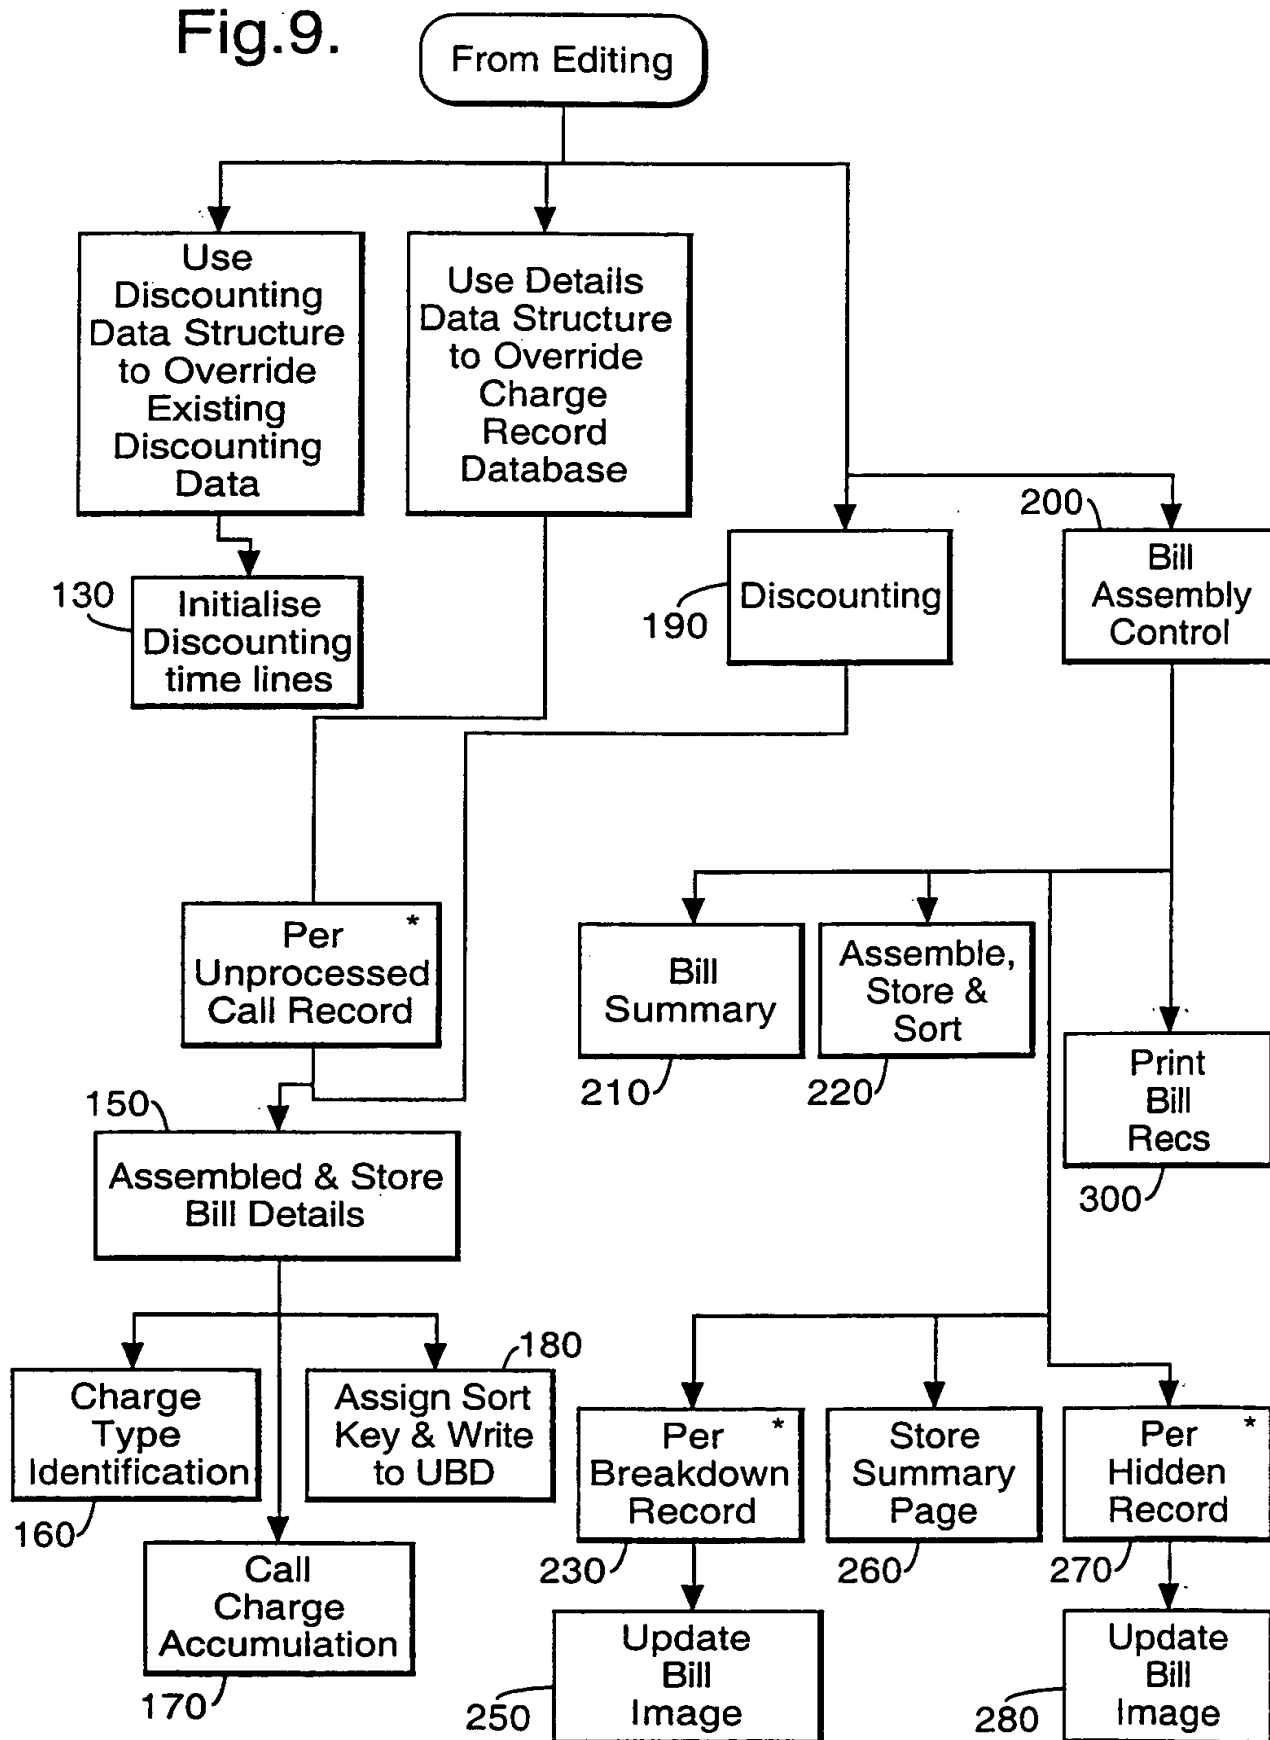 Fig.9.
From Editing
Use
Discounting
Data Structure
to Override
Existing
Discounting
Data
Use Details
Data Structure
to Override
Charge
Record
Database
130
Initialise
Discounting
time lines
190
Discounting
200
Bill
Assembly
Control
Per *
Unprocessed
Call Record
Bill
Summary
210
Assemble,
Store &
Sort
220
Print
Bill
Recs
300
150
Assembled & Store
Bill Details
Charge
Type
Identification
160
180
Assign Sort
Key & Write
to UBD
Call
Charge
Accumulation
170
Per *
Breakdown
Record
230
Store
Summary
Page
260
Per *
Hidden
Record
270
Update
Bill
Image
250
Update
Bill
Image
280